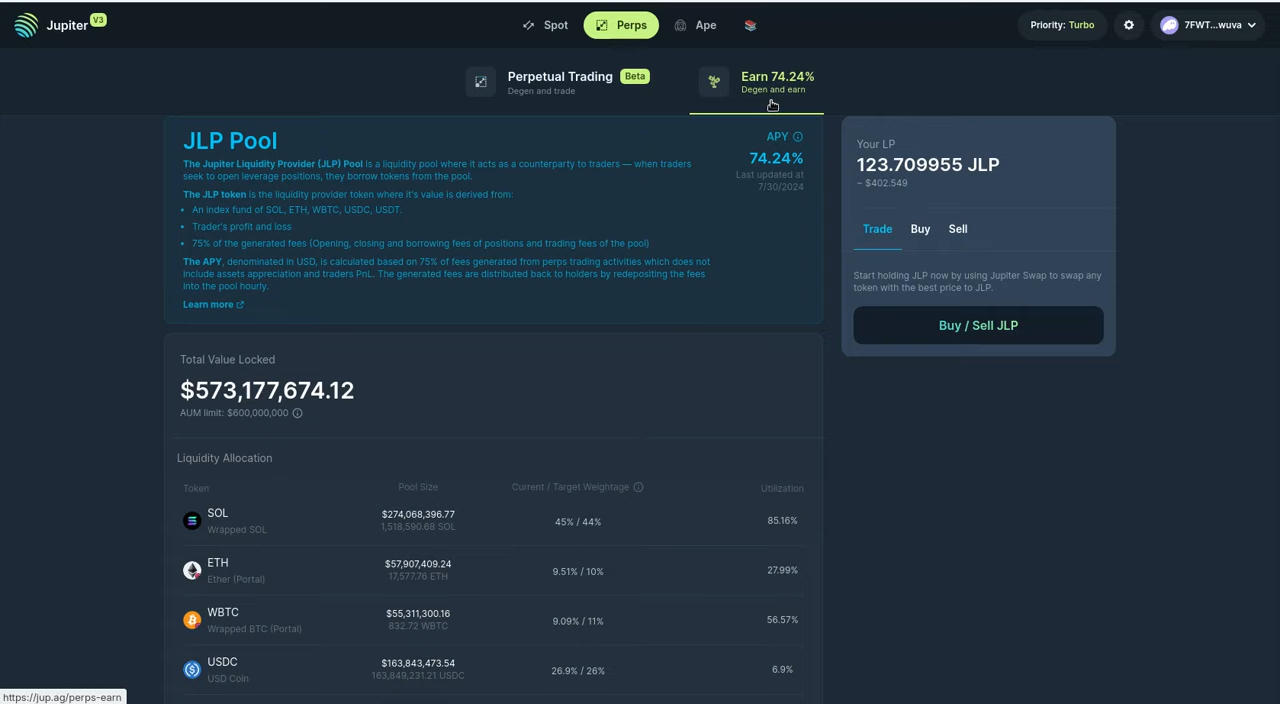 Jupiter V3
Spot
Perps
Ape
Priority: Turbo
7FWT...wuva
Perpetual Trading Beta
Degen and trade
Earn 74.24%
Degen and earn
JLP Pool
The Jupiter Liquidity Provider (JLP) Pool is a liquidity pool where it acts as a counterparty to traders — when traders
seek to open leverage positions, they borrow tokens from the pool.
The JLP token is the liquidity provider token where it's value is derived from:
• An index fund of SOL, ETH, WBTC, USDC, USDT.
• Trader's profit and loss
• 75% of the generated fees (Opening, closing and borrowing fees of positions and trading fees of the pool)
The APY, denominated in USD, is calculated based on 75% of fees generated from perps trading activities which does not
include assets appreciation and traders PnL. The generated fees are distributed back to holders by redepositing the fees
into the pool hourly.
Learn more
APY
74.24%
Last updated at
7/30/2024
Your LP
123.709955 JLP
~ $402.549
Trade Buy Sell
Start holding JLP now by using Jupiter Swap to swap any
token with the best price to JLP.
Buy / Sell JLP
Total Value Locked
$573,177,674.12
AUM limit: $600,000,000
Liquidity Allocation
Token Pool Size Current / Target Weightage Utilization
SOL
Wrapped SOL
$274,068,396.77
1,518,590.68 SOL
45% / 44%
85.16%
ETH
Ether (Portal)
$57,907,409.24
17,577.76 ETH
9.51% / 10%
27.99%
WBTC
Wrapped BTC (Portal)
$55,311,300.16
832.72 WBTC
9.09% / 11%
56.57%
USDC
USD Coin
$163,843,473.54
163,849,231.21 USDC
26.9% / 26%
6.9%
https://jup.ag/perps-earn